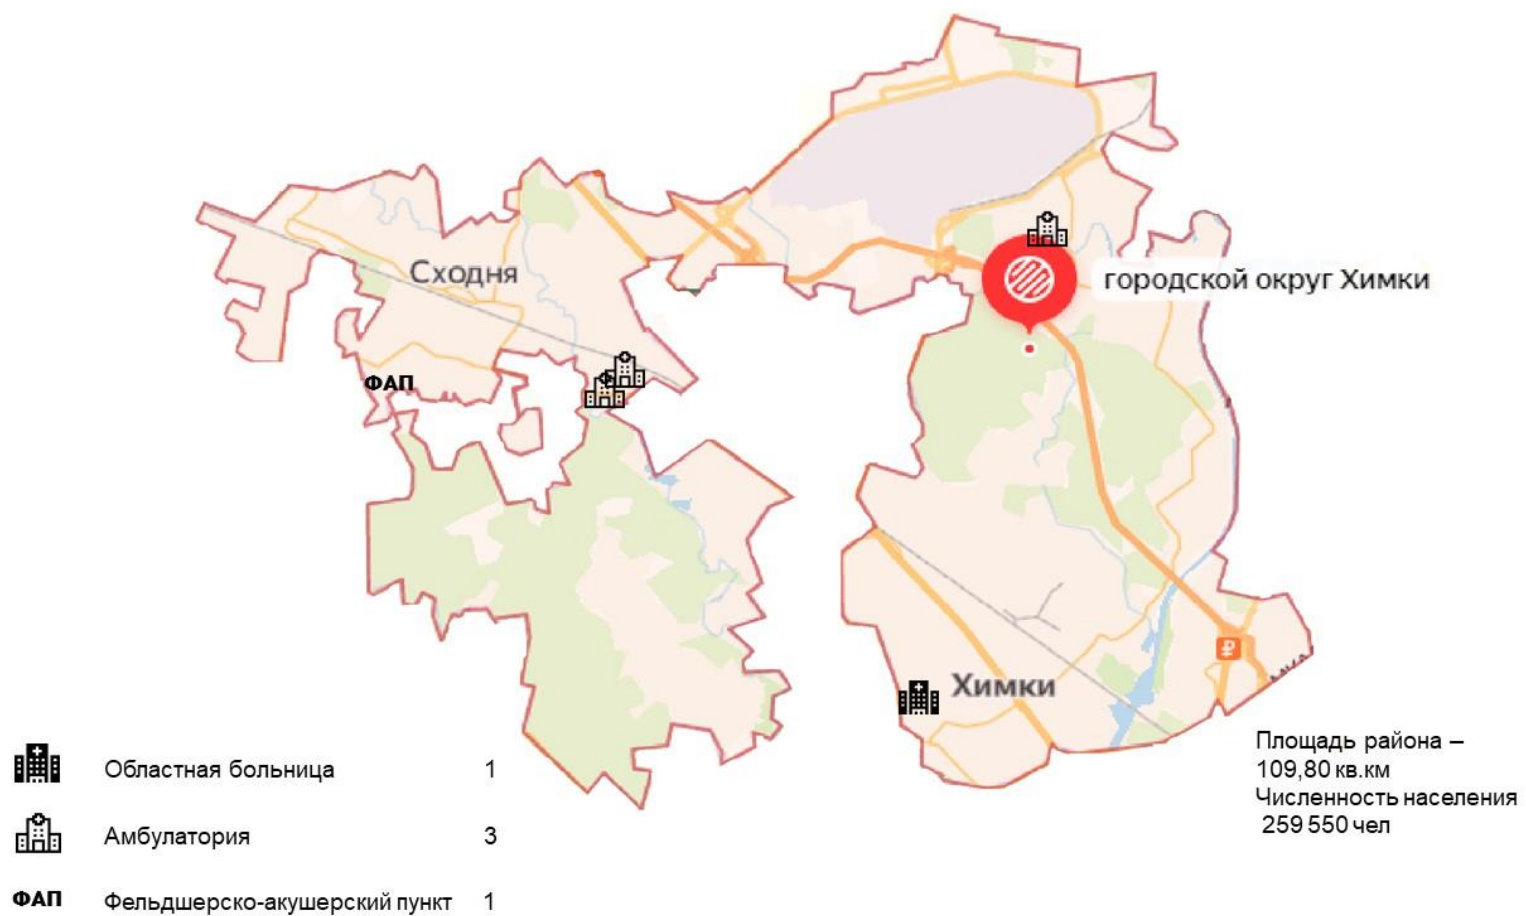 Сходня
городской округ Химки
ФАП
₽
Химки
Площадь района –
109,80 кв.км
Численность населения
259 550 чел
Областная больница 1
Амбулатория 3
ФАП Фельдшерско-акушерский пункт 1